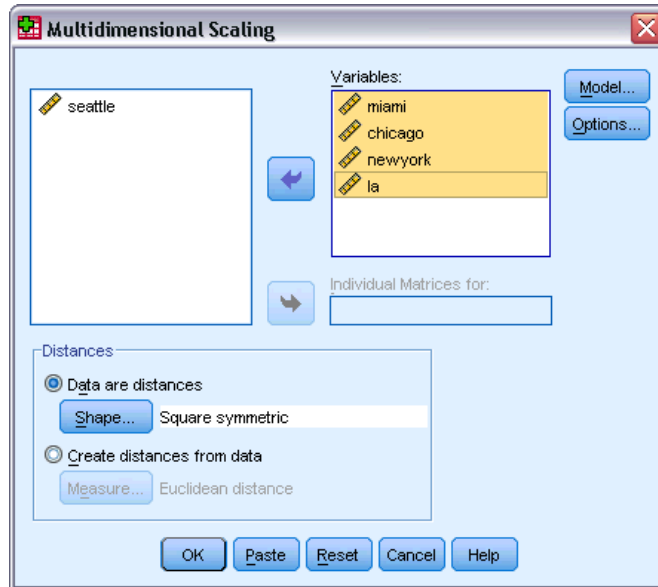 Multidimensional Scaling
seattle
Variables:
miami
chicago
newyork
la
Model...
Options...
Individual Matrices for:
Distances
Data are distances
Shape... Square symmetric
Create distances from data
Measure... Euclidean distance
OK Paste Reset Cancel Help